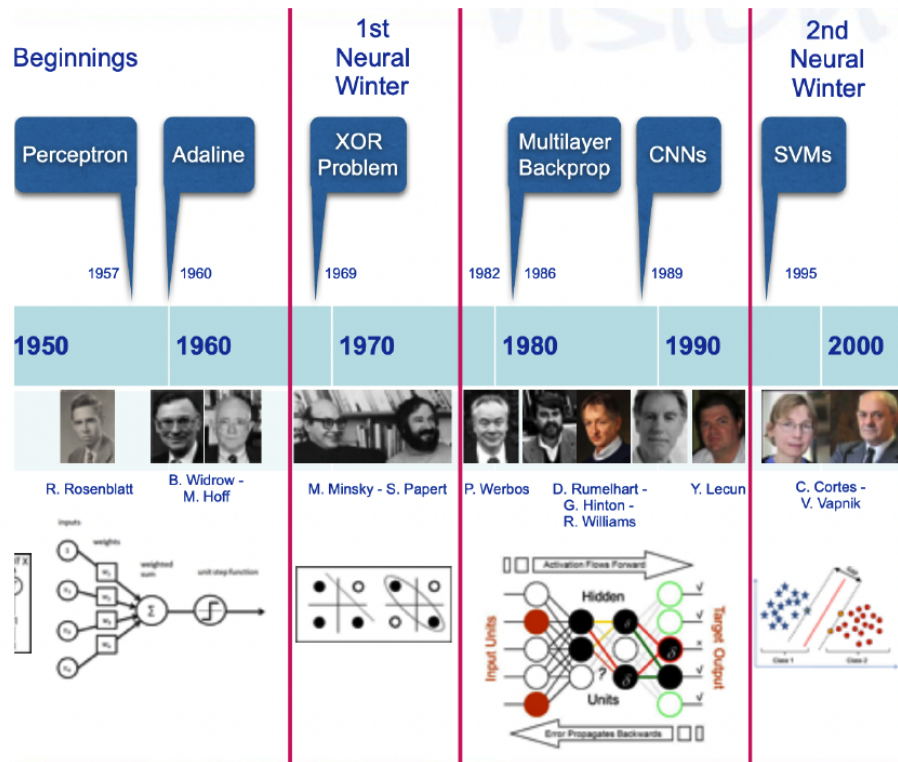 Beginnings
1st
Neural
Winter
2nd
Neural
Winter
Perceptron
Adaline
XOR
Problem
Multilayer
Backprop
CNNs
SVMs
1957
1960
1969
1982
1986
1989
1995
1950
1960
1970
1980
1990
2000
R. Rosenblatt
B. Widrow -
M. Hoff
M. Minsky - S. Papert
P. Werbos
D. Rumelhart -
G. Hinton -
R. Williams
Y. Lecun
C. Cortes -
V. Vapnik
inputs
weights
weighted
sum
unit step function
Σ
Activation Flows Forward
Hidden
Input Units
?
δ
δ
δ
Units
Target Output
Error Propagates Backwards
Gap
Class 1
Class 2